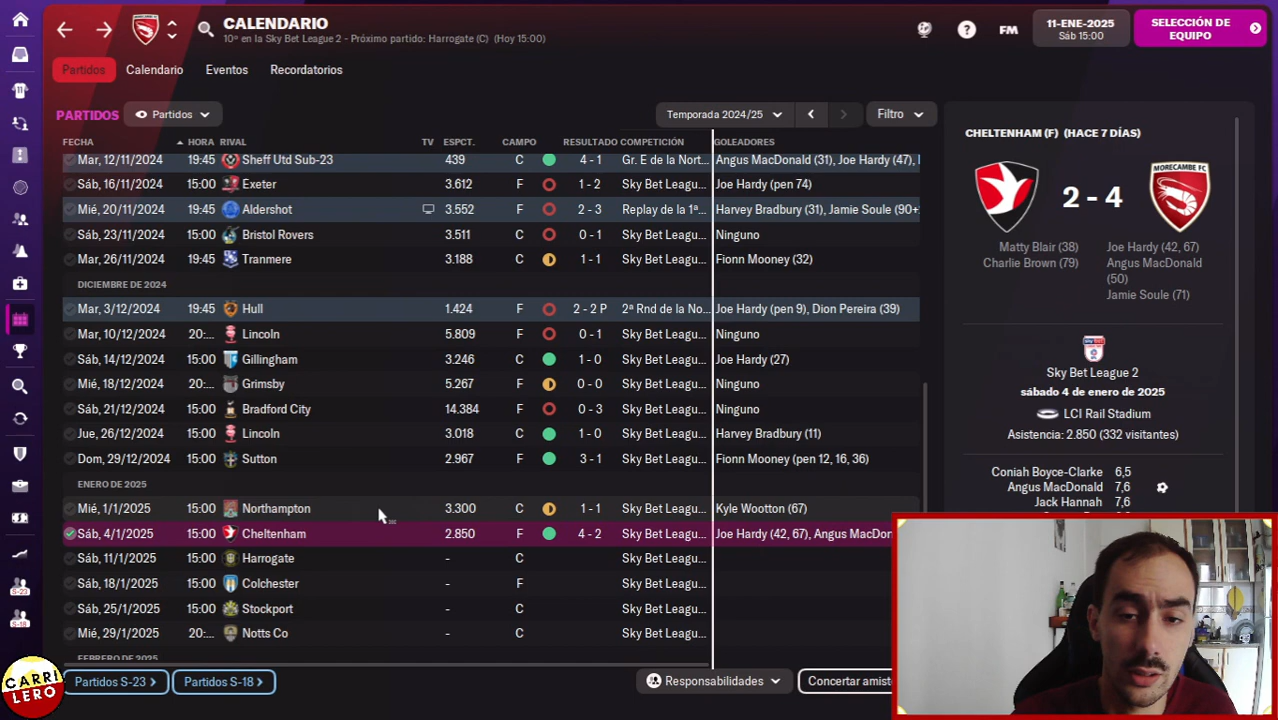 CALENDARIO
10º en la Sky Bet League 2 - Próximo partido: Harrogate (C) (Hoy 15:00)
?
FM
11-ENE-2025
Sáb 15:00
SELECCIÓN DE EQUIPO
Partidos Calendario Eventos Recordatorios
PARTIDOS Partidos Temporada 2024/25 Filtro
FECHA HORA RIVAL TV ESPCT. CAMPO RESULTADO COMPETICIÓN GOLEADORES
Mar, 12/11/2024 19:45 Sheff Utd Sub-23 439 C 4 - 1 Gr. E de la Nort... Angus MacDonald (31), Joe Hardy (47),
Sáb, 16/11/2024 15:00 Exeter 3.612 F 1 - 2 Sky Bet Leagu... Joe Hardy (pen 74)
Mié, 20/11/2024 19:45 Aldershot 3.552 F 2 - 3 Replay de la 1ª... Harvey Bradbury (31), Jamie Soule (90+
Sáb, 23/11/2024 15:00 Bristol Rovers 3.511 C 0 - 1 Sky Bet Leagu... Ninguno
Mar, 26/11/2024 19:45 Tranmere 3.188 C 1 - 1 Sky Bet Leagu... Fionn Mooney (32)
DICIEMBRE DE 2024
Mar, 3/12/2024 19:45 Hull 1.424 F 2 - 2 P 2ª Rnd de la No... Joe Hardy (pen 9), Dion Pereira (39)
Mar, 10/12/2024 20:... Lincoln 5.809 F 0 - 1 Sky Bet Leagu... Ninguno
Sáb, 14/12/2024 15:00 Gillingham 3.246 C 1 - 0 Sky Bet Leagu... Joe Hardy (27)
Mié, 18/12/2024 20:... Grimsby 5.267 F 0 - 0 Sky Bet Leagu... Ninguno
Sáb, 21/12/2024 15:00 Bradford City 14.384 F 0 - 3 Sky Bet Leagu... Ninguno
Jue, 26/12/2024 15:00 Lincoln 3.018 C 1 - 0 Sky Bet Leagu... Harvey Bradbury (11)
Dom, 29/12/2024 15:00 Sutton 2.967 F 3 - 1 Sky Bet Leagu... Fionn Mooney (pen 12, 16, 36)
ENERO DE 2025
Mié, 1/1/2025 15:00 Northampton 3.300 C 1 - 1 Sky Bet Leagu... Kyle Wootton (67)
Sáb, 4/1/2025 15:00 Cheltenham 2.850 F 4 - 2 Sky Bet Leagu... Joe Hardy (42, 67), Angus MacDon
Sáb, 11/1/2025 15:00 Harrogate - C Sky Bet Leagu...
Sáb, 18/1/2025 15:00 Colchester - F Sky Bet Leagu...
Sáb, 25/1/2025 15:00 Stockport - C Sky Bet Leagu...
Mié, 29/1/2025 20:... Notts Co - C Sky Bet Leagu...
FEBRERO DE 2025
CHELTENHAM (F) (HACE 7 DÍAS)
MORECAMBE FC
2 - 4
Matty Blair (38)
Charlie Brown (79)
Joe Hardy (42, 67)
Angus MacDonald
(50)
Jamie Soule (71)
Sky Bet League 2
sábado 4 de enero de 2025
LCI Rail Stadium
Asistencia: 2.850 (332 visitantes)
Coniah Boyce-Clarke 6,5
Angus MacDonald 7,6
Jack Hannah 7,6
S-23
S-18
CARRI
LERO
Partidos S-23 Partidos S-18 Responsabilidades Concertar amist